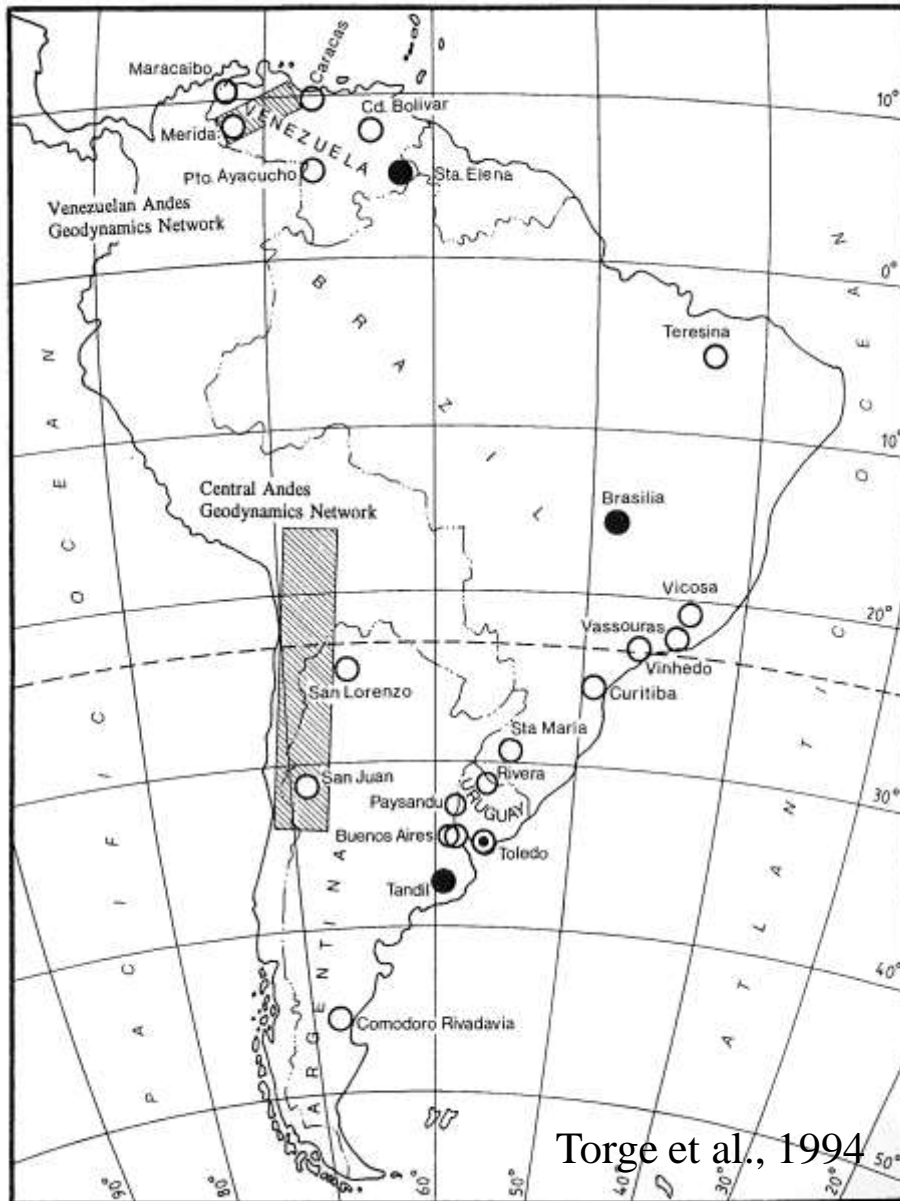 Maracaibo
Caracas
Cd. Bolivar
Merida
VENEZUELA
Pto. Ayacucho
Sta. Elena
Venezuelan Andes
Geodynamics Network
10°
0°
BRAZIL
Teresina
OCEAN
10°
Central Andes
Geodynamics Network
Brasilia
Vicosa
20°
Vassouras
Vinhedo
San Lorenzo
Curitiba
Sta Maria
San Juan
Rivera
30°
Paysandu
URUGUAY
Buenos Aires
Toledo
Tandil
ARGENTINA
PACIFIC OCEAN
ATLANTIC
40°
Comodoro Rivadavia
Torge et al., 1994
90°
80°
70°
60°
50°
40°
30°
20°
50°